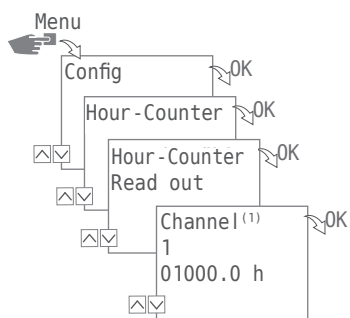 Menu
Config OK
Hour-Counter OK
Hour-Counter OK
Read out
Channel(1) OK
1
01000.0 h